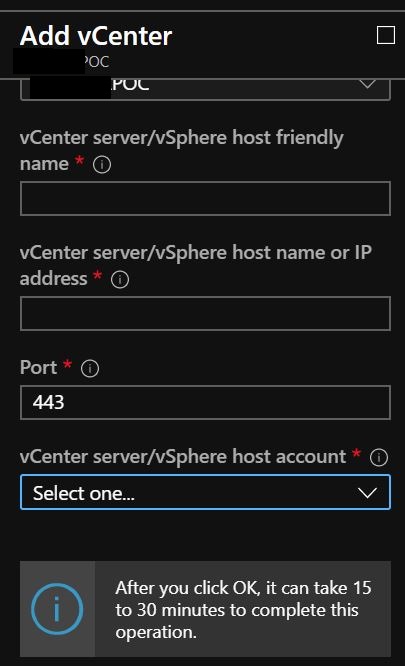 Add vCenter
POC
POC
vCenter server/vSphere host friendly
name *
vCenter server/vSphere host name or IP
address *
Port *
443
vCenter server/vSphere host account *
Select one...
After you click OK, it can take 15
to 30 minutes to complete this
operation.